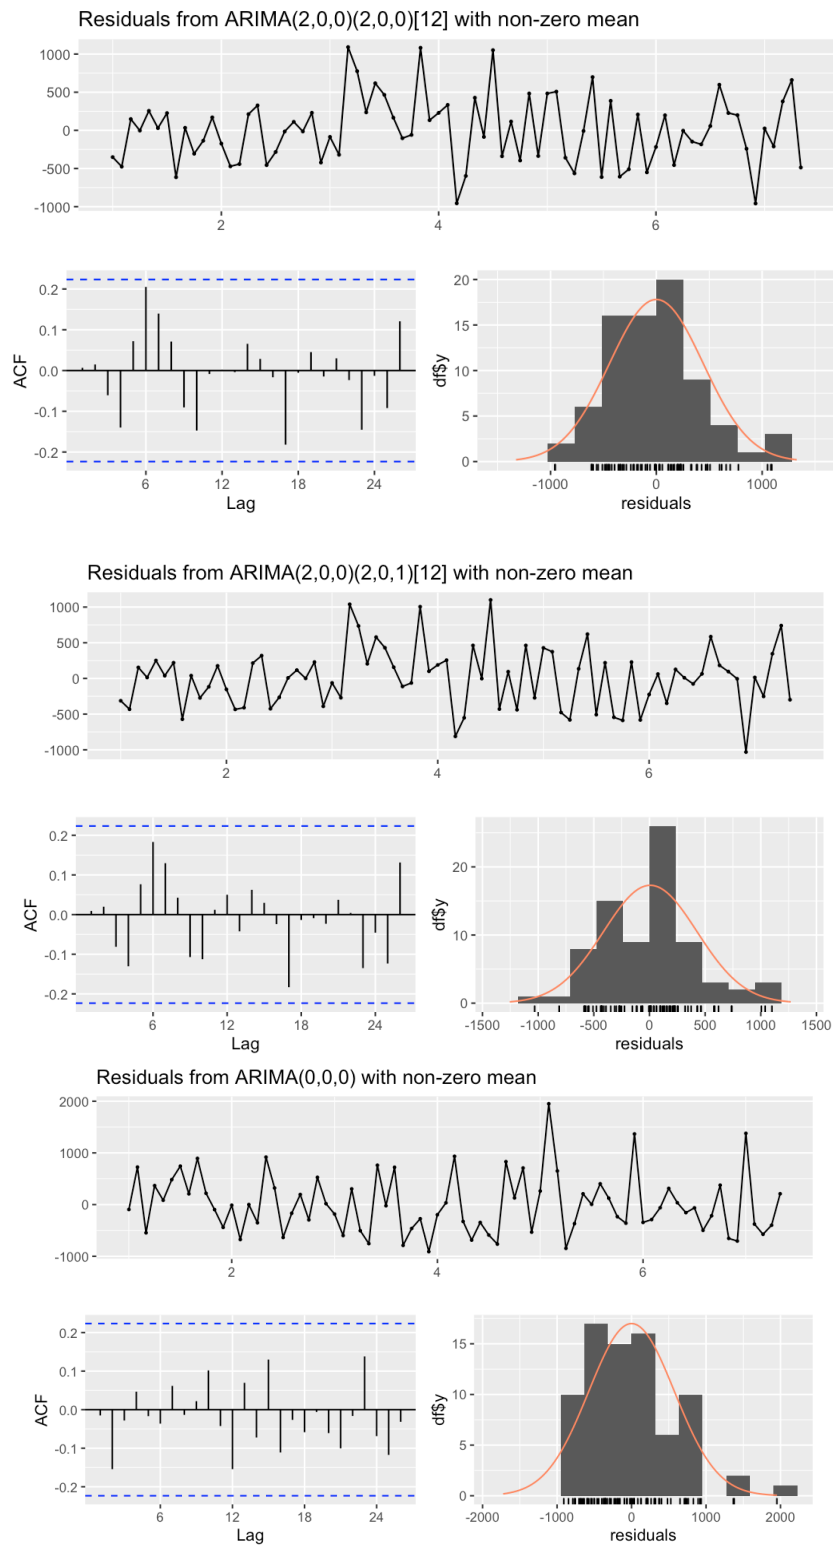 Residuals from ARIMA(2,0,0)(2,0,0)[12] with non-zero mean
1000
500
0
-500
-1000
2 4 6
0.2
0.1
0.0
-0.1
-0.2
ACF
6 12 18 24
Lag
20
15
10
5
0
df$y
-1000 0 1000
residuals
Residuals from ARIMA(2,0,0)(2,0,1)[12] with non-zero mean
1000
500
0
-500
-1000
2 4 6
0.2
0.1
0.0
-0.1
-0.2
ACF
6 12 18 24
Lag
20
10
0
df$y
-1500 -1000 -500 0 500 1000 1500
residuals
Residuals from ARIMA(0,0,0) with non-zero mean
2000
1000
0
-1000
2 4 6
0.2
0.1
0.0
-0.1
-0.2
ACF
6 12 18 24
Lag
15
10
5
0
df$y
-2000 -1000 0 1000 2000
residuals